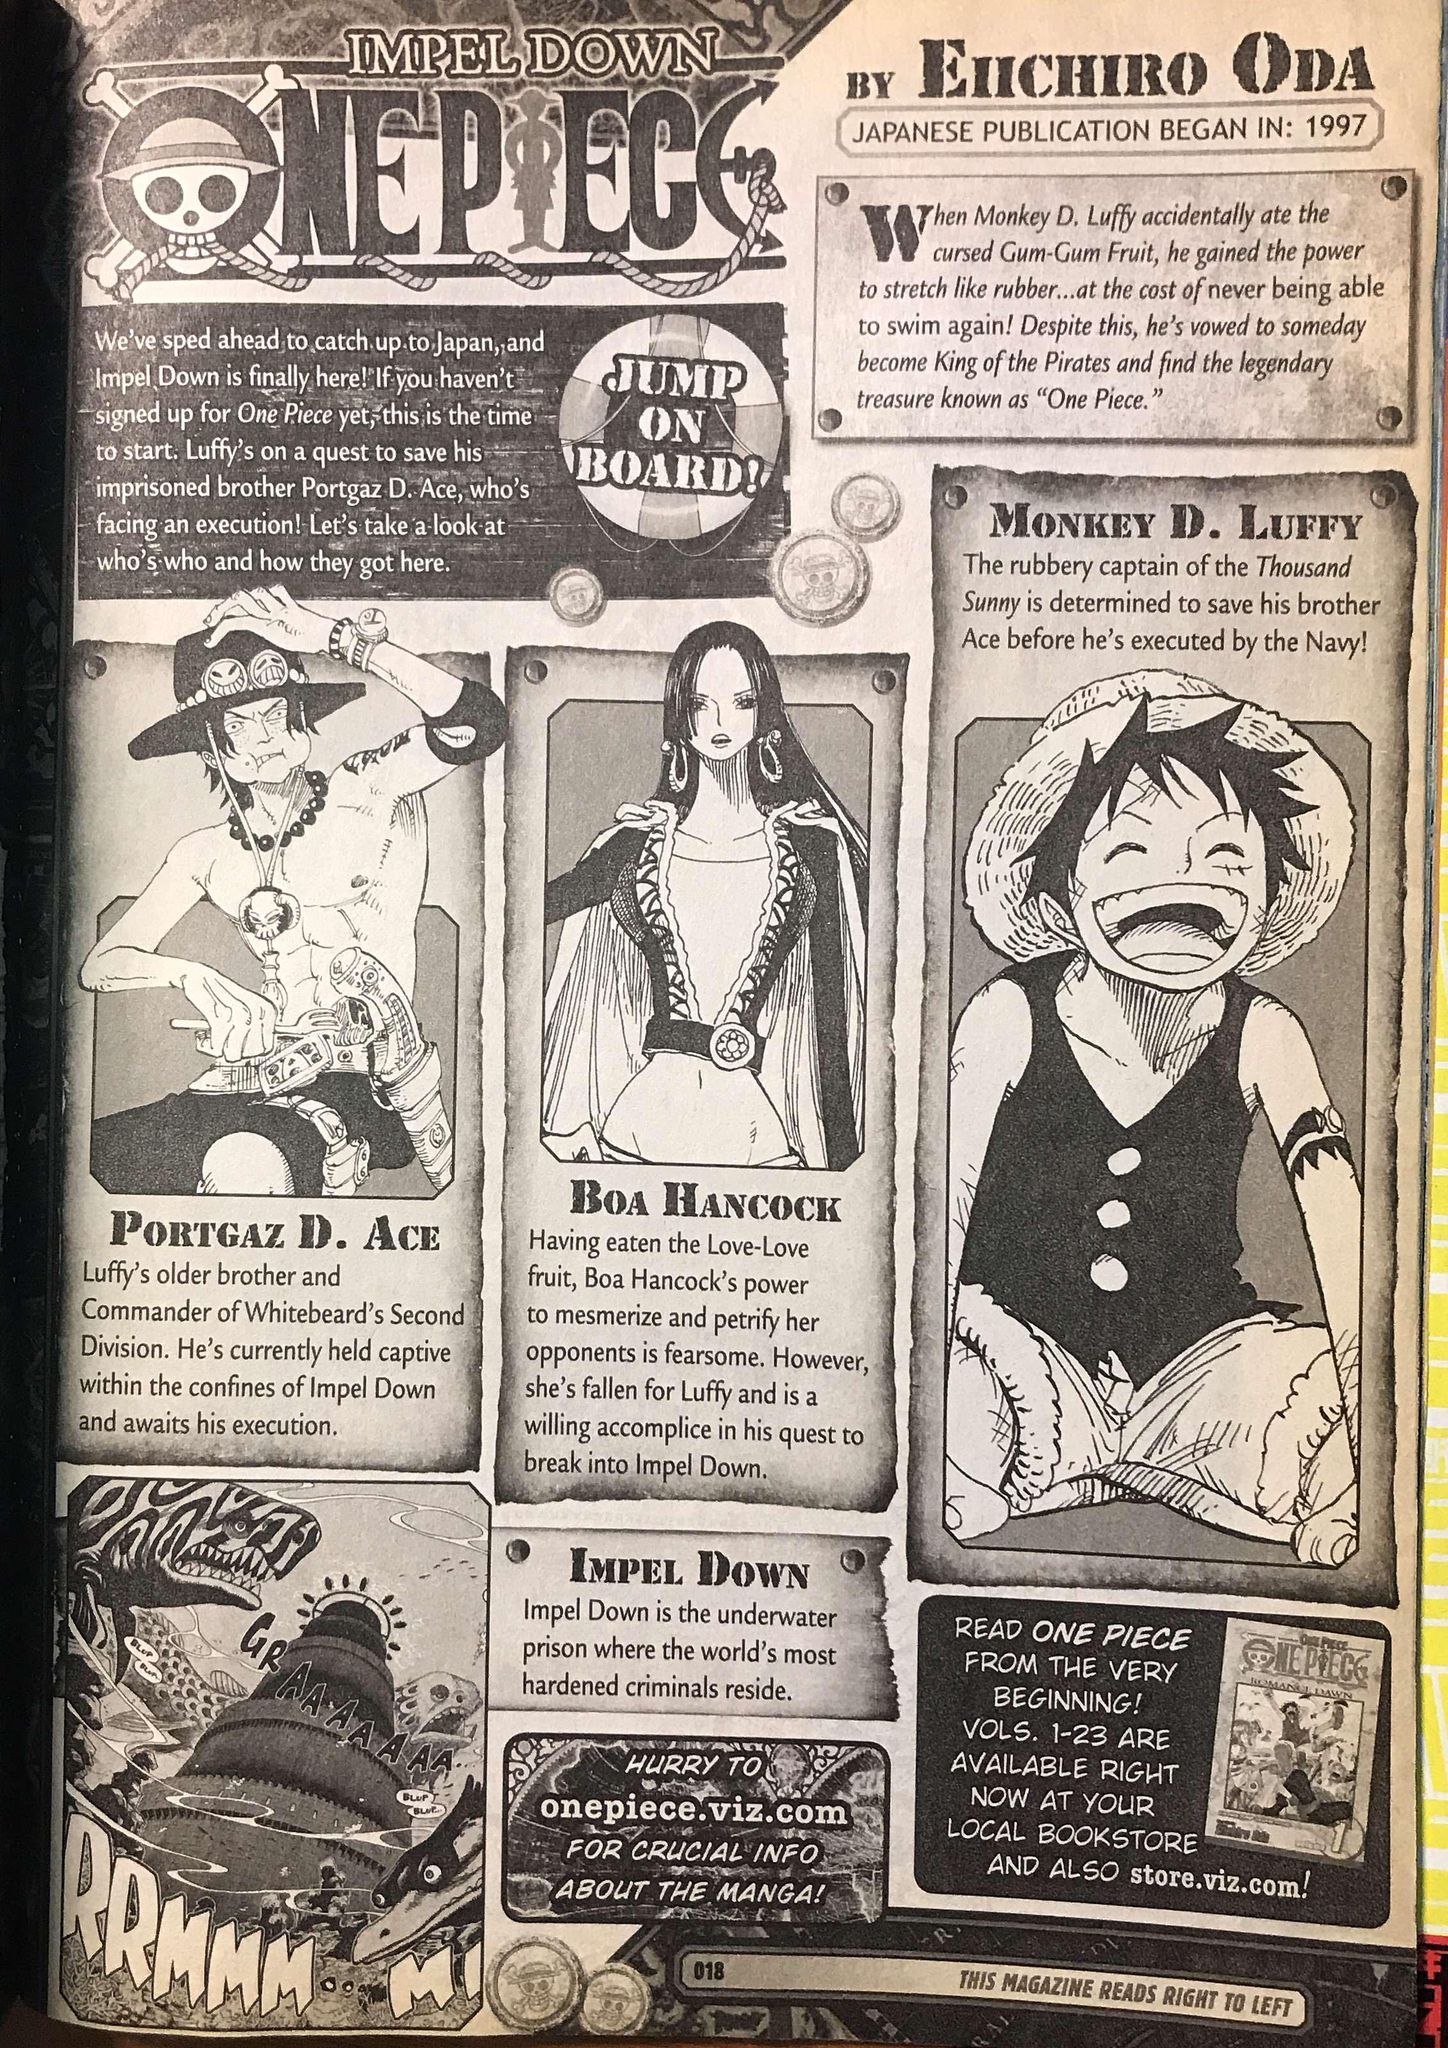 IMPEL DOWN
ONE PIECE
BY EIICHIRO ODA
JAPANESE PUBLICATION BEGAN IN: 1997
When Monkey D. Luffy accidentally ate the
cursed Gum-Gum Fruit, he gained the power
to stretch like rubber...at the cost of never being able
to swim again! Despite this, he's vowed to someday
become King of the Pirates and find the legendary
treasure known as "One Piece."
We've sped ahead to catch up to Japan, and
Impel Down is finally here! If you haven't
signed up for One Piece yet, this is the time
to start. Luffy's on a quest to save his
imprisoned brother Portgaz D. Ace, who's
facing an execution! Let's take a look at
who's who and how they got here.
JUMP
ON
BOARD!
MONKEY D. LUFFY
The rubbery captain of the Thousand
Sunny is determined to save his brother
Ace before he's executed by the Navy!
PORTGAZ D. ACE
Luffy's older brother and
Commander of Whitebeard's Second
Division. He's currently held captive
within the confines of Impel Down
and awaits his execution.
BOA HANCOCK
Having eaten the Love-Love
fruit, Boa Hancock's power
to mesmerize and petrify her
opponents is fearsome. However,
she's fallen for Luffy and is a
willing accomplice in his quest to
break into Impel Down.
IMPEL DOWN
Impel Down is the underwater
prison where the world's most
hardened criminals reside.
GRAAAAAAA
BLUP
BLUP
BLUP
BLUP...
RRMMM...
HURRY TO
onepiece.viz.com
FOR CRUCIAL INFO
ABOUT THE MANGA!
READ ONE PIECE
FROM THE VERY
BEGINNING!
VOLS. 1-23 ARE
AVAILABLE RIGHT
NOW AT YOUR
LOCAL BOOKSTORE
AND ALSO store.viz.com!
ONE PIECE
ROMANCE DAWN
1
018
THIS MAGAZINE READS RIGHT TO LEFT